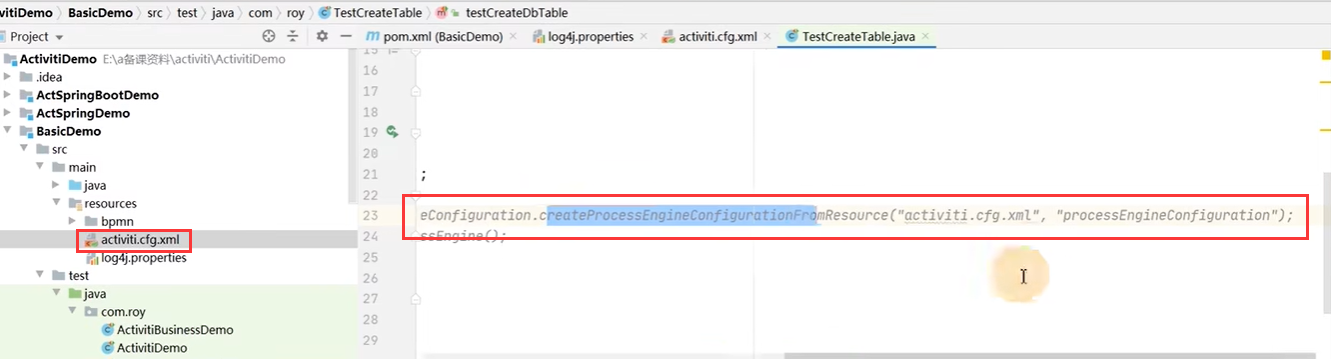 vitiDemo BasicDemo src test java com roy TestCreateTable testCreateDbTable
Project
pom.xml (BasicDemo) log4j.properties activiti.cfg.xml TestCreateTable.java
ActivitiDemo E:\a备课资料\activiti\ActivitiDemo
.idea
ActSpringBootDemo
ActSpringDemo
BasicDemo
src
main
java
resources
bpmn
activiti.cfg.xml
log4j.properties
test
java
com.roy
ActivitiBusinessDemo
ActivitiDemo
15
16
17
18
19
20
21 ;
22
23 eConfiguration.createProcessEngineConfigurationFromResource("activiti.cfg.xml", "processEngineConfiguration");
24 ssEngine();
25
26
27
28
29